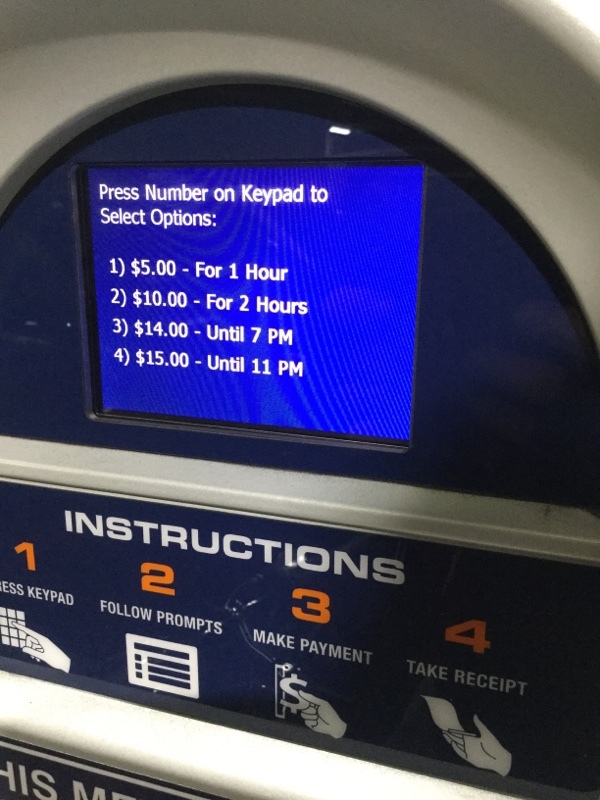 Press Number on Keypad to
Select Options:
1) $5.00 - For 1 Hour
2) $10.00 - For 2 Hours
3) $14.00 - Until 7 PM
4) $15.00 - Until 11 PM
INSTRUCTIONS
1 2 3 4
RESS KEYPAD FOLLOW PROMPTS MAKE PAYMENT TAKE RECEIPT
$
HIS